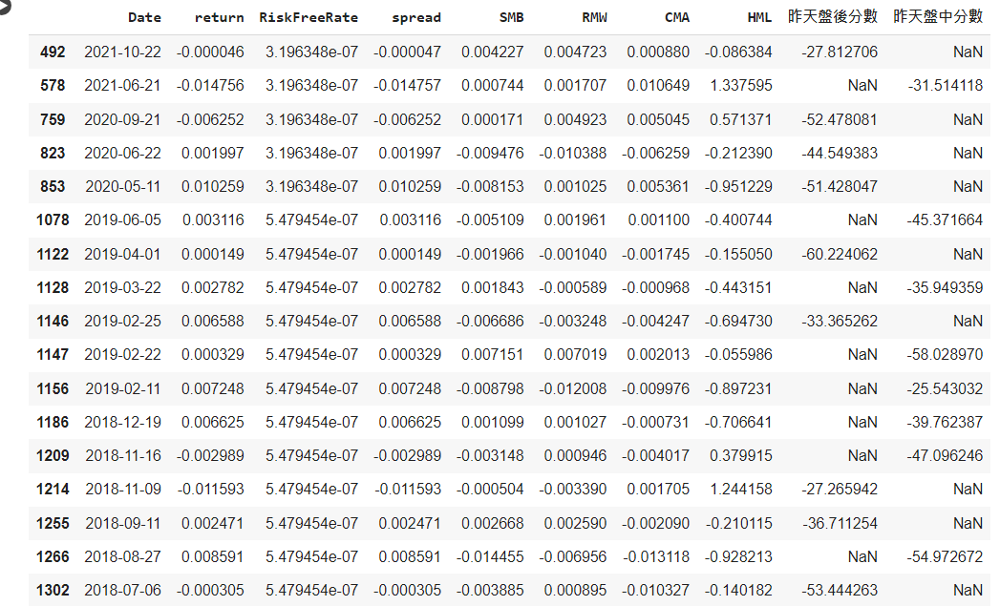 Date return RiskFreeRate spread SMB RMW CMA HML 昨天盤後分數 昨天盤中分數
492 2021-10-22 -0.000046 3.196348e-07 -0.000047 0.004227 0.004723 0.000880 -0.086384 -27.812706 NaN
578 2021-06-21 -0.014756 3.196348e-07 -0.014757 0.000744 0.001707 0.010649 1.337595 NaN -31.514118
759 2020-09-21 -0.006252 3.196348e-07 -0.006252 0.000171 0.004923 0.005045 0.571371 -52.478081 NaN
823 2020-06-22 0.001997 3.196348e-07 0.001997 -0.009476 -0.010388 -0.006259 -0.212390 -44.549383 NaN
853 2020-05-11 0.010259 3.196348e-07 0.010259 -0.008153 0.001025 0.005361 -0.951229 -51.428047 NaN
1078 2019-06-05 0.003116 5.479454e-07 0.003116 -0.005109 0.001961 0.001100 -0.400744 NaN -45.371664
1122 2019-04-01 0.000149 5.479454e-07 0.000149 -0.001966 -0.001040 -0.001745 -0.155050 -60.224062 NaN
1128 2019-03-22 0.002782 5.479454e-07 0.002782 0.001843 -0.000589 -0.000968 -0.443151 NaN -35.949359
1146 2019-02-25 0.006588 5.479454e-07 0.006588 -0.006686 -0.003248 -0.004247 -0.694730 -33.365262 NaN
1147 2019-02-22 0.000329 5.479454e-07 0.000329 0.007151 0.007019 0.002013 -0.055986 NaN -58.028970
1156 2019-02-11 0.007248 5.479454e-07 0.007248 -0.008798 -0.012008 -0.009976 -0.897231 NaN -25.543032
1186 2018-12-19 0.006625 5.479454e-07 0.006625 0.001099 0.001027 -0.000731 -0.706641 NaN -39.762387
1209 2018-11-16 -0.002989 5.479454e-07 -0.002989 -0.003148 0.000946 -0.004017 0.379915 NaN -47.096246
1214 2018-11-09 -0.011593 5.479454e-07 -0.011593 -0.000504 -0.003390 0.001705 1.244158 -27.265942 NaN
1255 2018-09-11 0.002471 5.479454e-07 0.002471 0.002668 0.002590 -0.002090 -0.210115 -36.711254 NaN
1266 2018-08-27 0.008591 5.479454e-07 0.008591 -0.014455 -0.006956 -0.013118 -0.928213 NaN -54.972672
1302 2018-07-06 -0.000305 5.479454e-07 -0.000305 -0.003885 0.000895 -0.010327 -0.140182 -53.444263 NaN